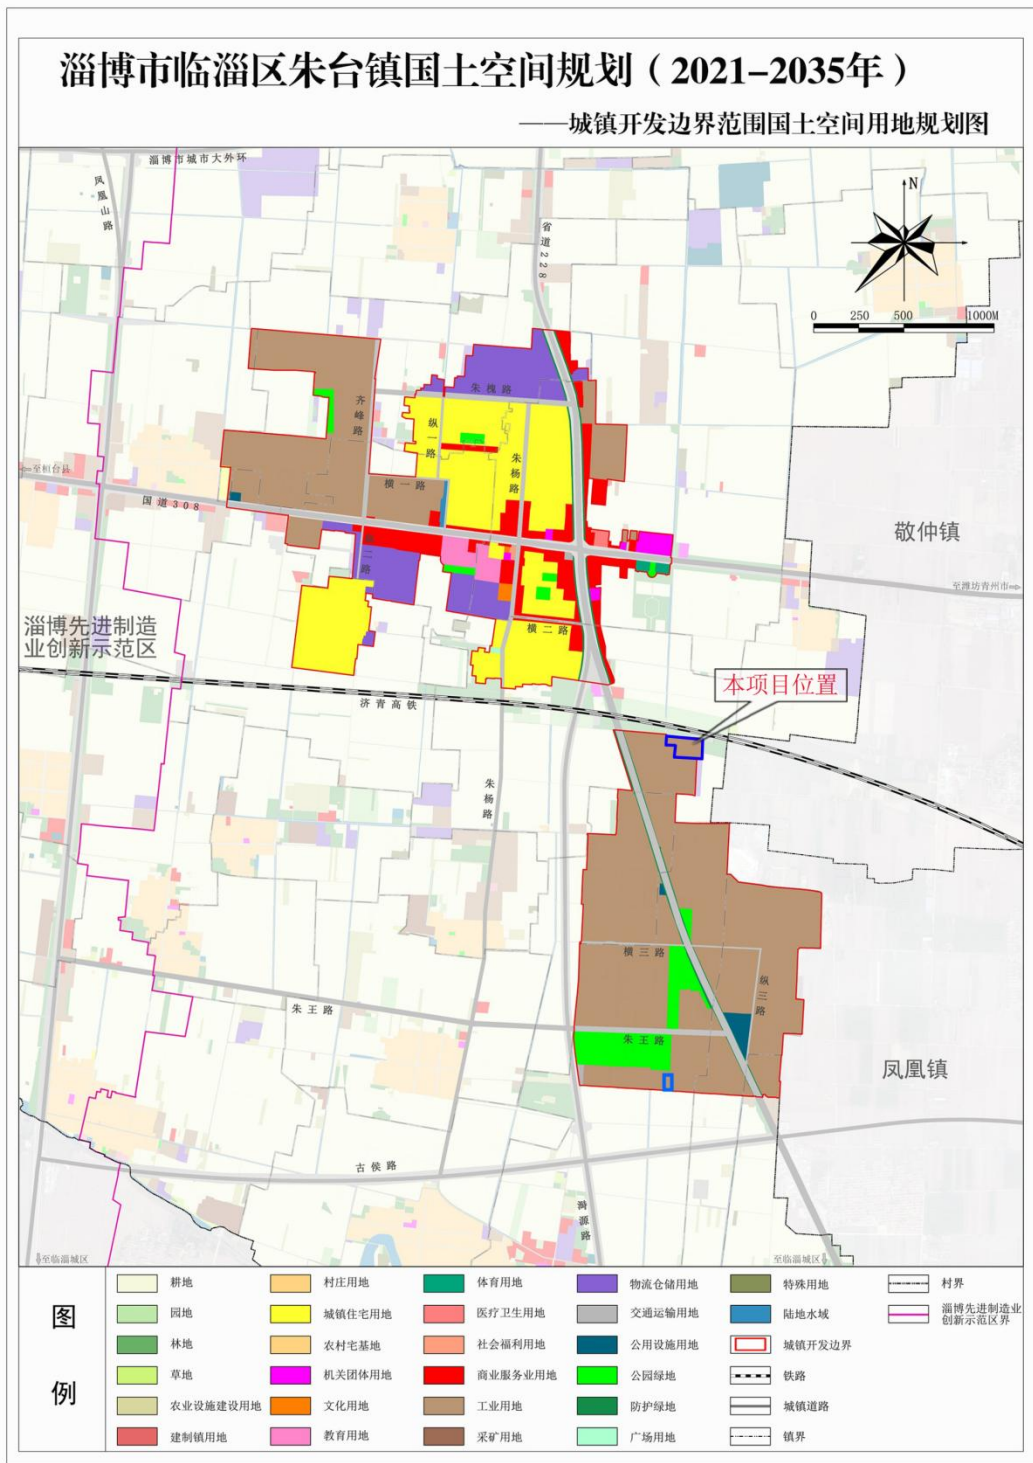 淄博市临淄区朱台镇国土空间规划（2021-2035年）
——城镇开发边界范围国土空间用地规划图
淄博市城市大外环
凤凰山路
省道228
N
0 250 500 1000M
朱槐路
齐峰路
纵一路
朱杨路
横一路
至桓台县
国道308
纵二路
敬仲镇
至潍坊青州市
淄博先进制造
业创新示范区
横二路
本项目位置
济青高铁
朱杨路
横三路
纵三路
朱王路
朱王路
凤凰镇
古侯路
㴩源路
至临淄城区
至临淄城区
图例
耕地
园地
林地
草地
农业设施建设用地
建制镇用地
村庄用地
城镇住宅用地
农村宅基地
机关团体用地
文化用地
教育用地
体育用地
医疗卫生用地
社会福利用地
商业服务业用地
工业用地
采矿用地
物流仓储用地
交通运输用地
公用设施用地
公园绿地
防护绿地
广场用地
特殊用地
陆地水域
城镇开发边界
铁路
城镇道路
镇界
村界
淄博先进制造业
创新示范区界